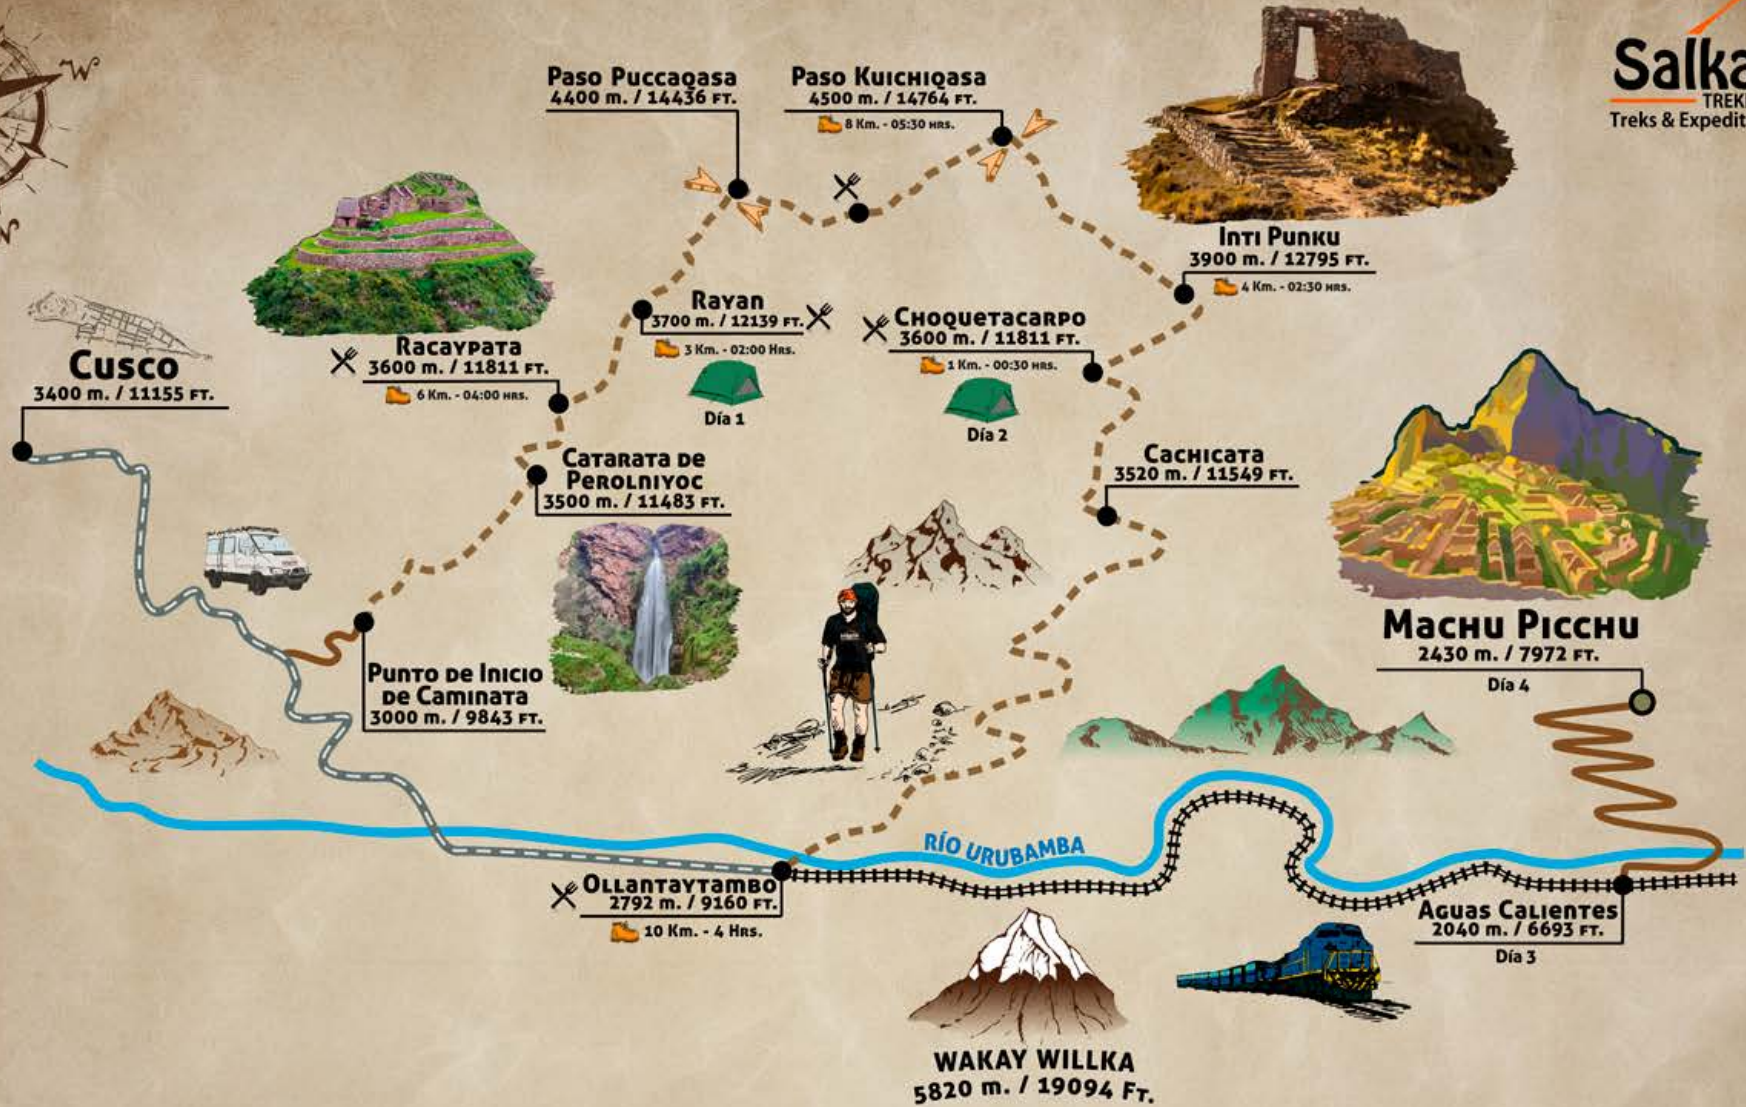 W
W
Salka
TREK
Treks & Expedit
Paso Puccaqasa
4400 m. / 14436 FT.
Paso Kuichiqasa
4500 m. / 14764 FT.
8 Km. - 05:30 HRS.
Inti Punku
3900 m. / 12795 FT.
4 Km. - 02:30 HRS.
Rayan
3700 m. / 12139 FT.
3 Km. - 02:00 Hrs.
Día 1
Choquetacarpo
3600 m. / 11811 FT.
1 Km. - 00:30 HRS.
Día 2
Racaypata
3600 m. / 11811 FT.
6 Km. - 04:00 HRS.
Cusco
3400 m. / 11155 FT.
Catarata de
Perolniyoc
3500 m. / 11483 FT.
Cachicata
3520 m. / 11549 FT.
Machu Picchu
2430 m. / 7972 FT.
Día 4
Punto de Inicio
de Caminata
3000 m. / 9843 FT.
RÍO URUBAMBA
Ollantaytambo
2792 m. / 9160 FT.
10 Km. - 4 Hrs.
Aguas Calientes
2040 m. / 6693 FT.
Día 3
WAKAY WILLKA
5820 m. / 19094 Ft.